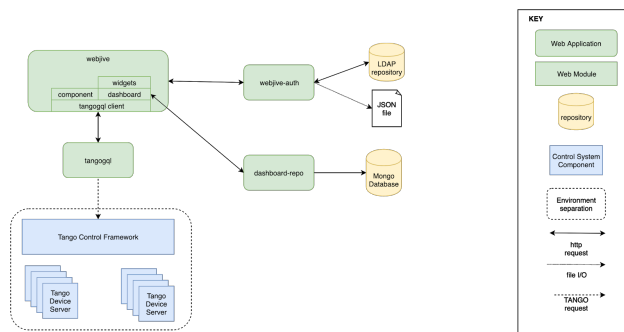 webjive
widgets
component
dashboard
tangogql client
tangogql
webjive-auth
LDAP
repository
JSON
file
dashboard-repo
Mongo
Database
Tango Control Framework
Tango
Device
Server
Tango
Device
Server
KEY
Web Application
Web Module
repository
Control System
Component
Environment
separation
http
request
file I/O
TANGO
request